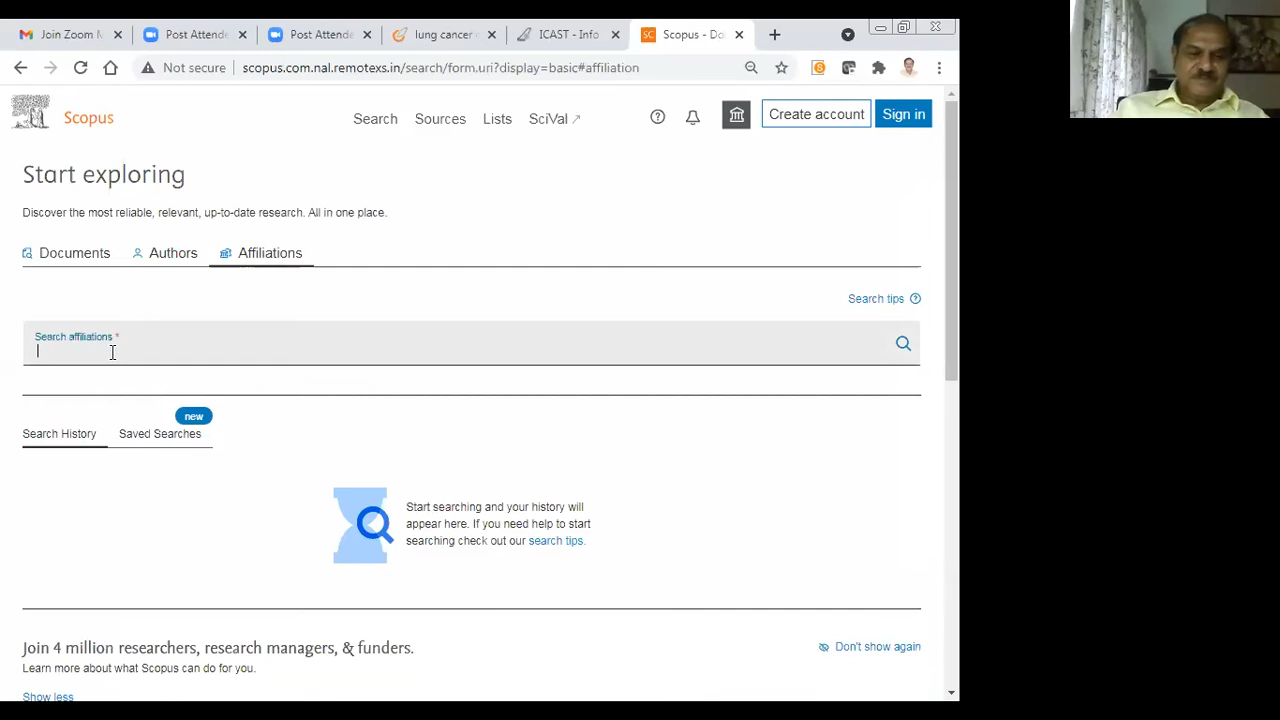 Join Zoom M
Post Attende
Post Attende
lung cancer
ICAST - Info
SC
Scopus - Do
Not secure
scopus.com.nal.remotexs.in/search/form.uri?display=basic#affiliation
Scopus
Search
Sources
Lists
SciVal
Create account
Sign in
Start exploring
Discover the most reliable, relevant, up-to-date research. All in one place.
Documents
Authors
Affiliations
Search tips
Search affiliations *
new
Search History
Saved Searches
Start searching and your history will
appear here. If you need help to start
searching check out our search tips.
Join 4 million researchers, research managers, & funders.
Don't show again
Learn more about what Scopus can do for you.
Show less